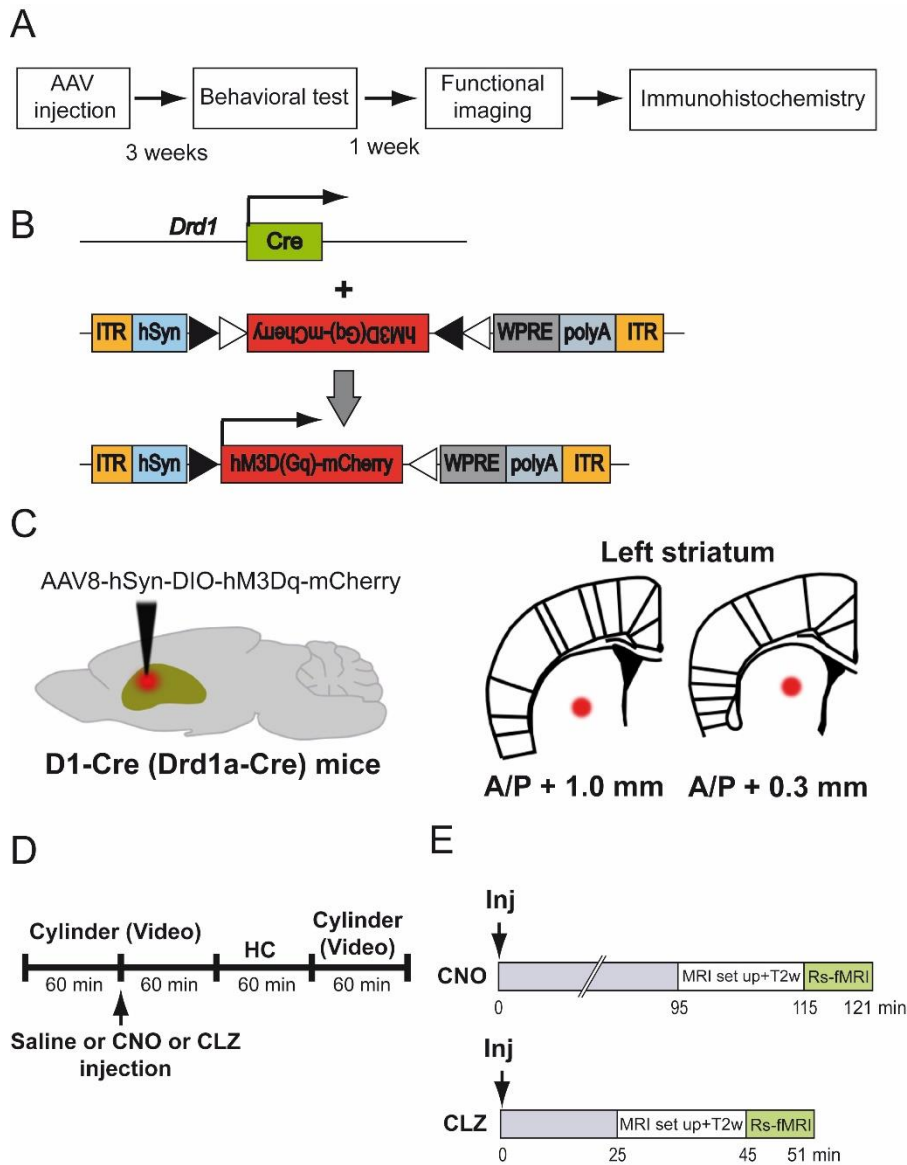 A
AAV
injection
Behavioral test
Functional
imaging
Immunohistochemistry
3 weeks
1 week
B
Drd1
Cre
+
ITR hSyn hM3D(Gq)-mCherry WPRE polyA ITR
ITR hSyn hM3D(Gq)-mCherry WPRE polyA ITR
C
AAV8-hSyn-DIO-hM3Dq-mCherry
D1-Cre (Drd1a-Cre) mice
Left striatum
A/P + 1.0 mm
A/P + 0.3 mm
D
Cylinder (Video)
HC
Cylinder
(Video)
60 min 60 min 60 min 60 min
Saline or CNO or CLZ
injection
E
Inj
CNO
MRI set up+T2w Rs-fMRI
0 95 115 121 min
Inj
CLZ
MRI set up+T2w Rs-fMRI
0 25 45 51 min